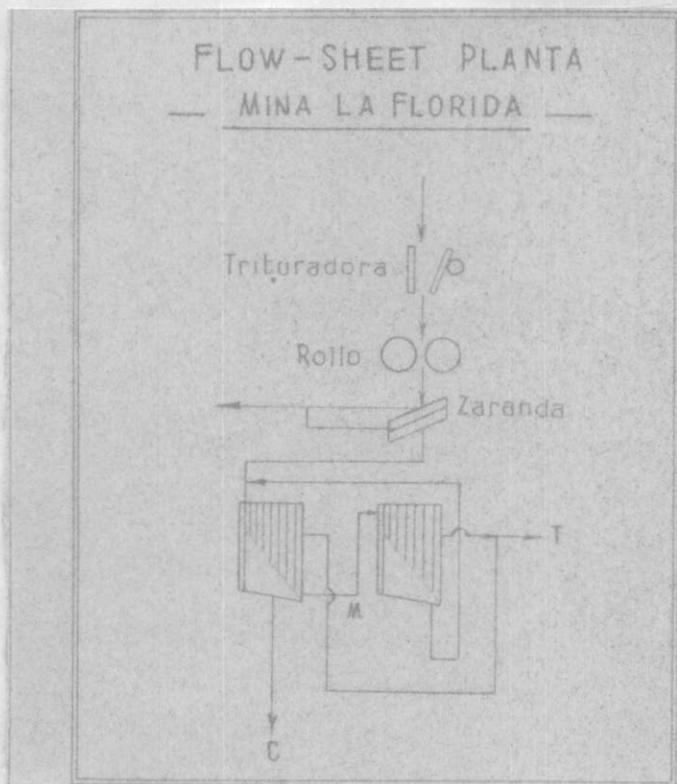 FLOW-SHEET PLANTA
MINA LA FLORIDA
Trituradora
Rollo
Zaranda
T
M
C